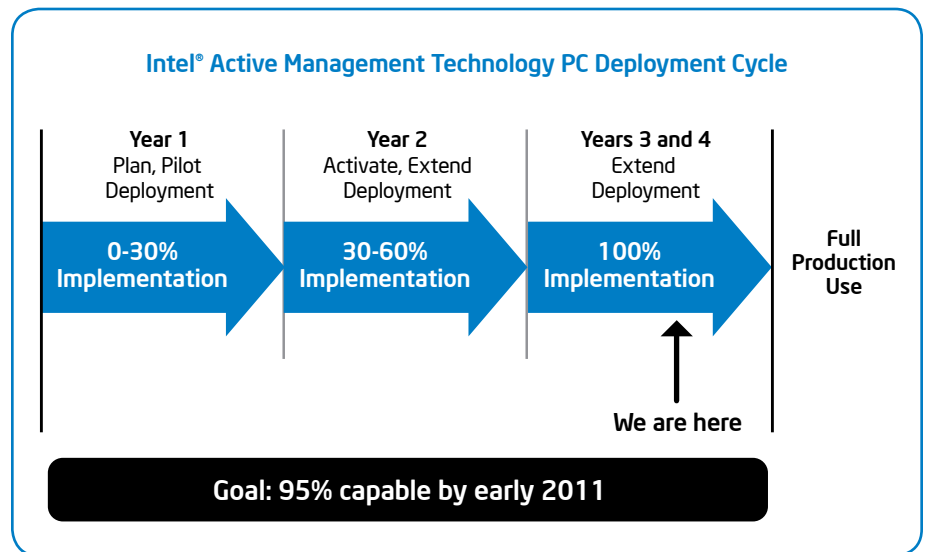 Intel® Active Management Technology PC Deployment Cycle
Year 1
Plan, Pilot
Deployment
0-30%
Implementation
Year 2
Activate, Extend
Deployment
30-60%
Implementation
Years 3 and 4
Extend
Deployment
100%
Implementation
Full
Production
Use
We are here
Goal: 95% capable by early 2011